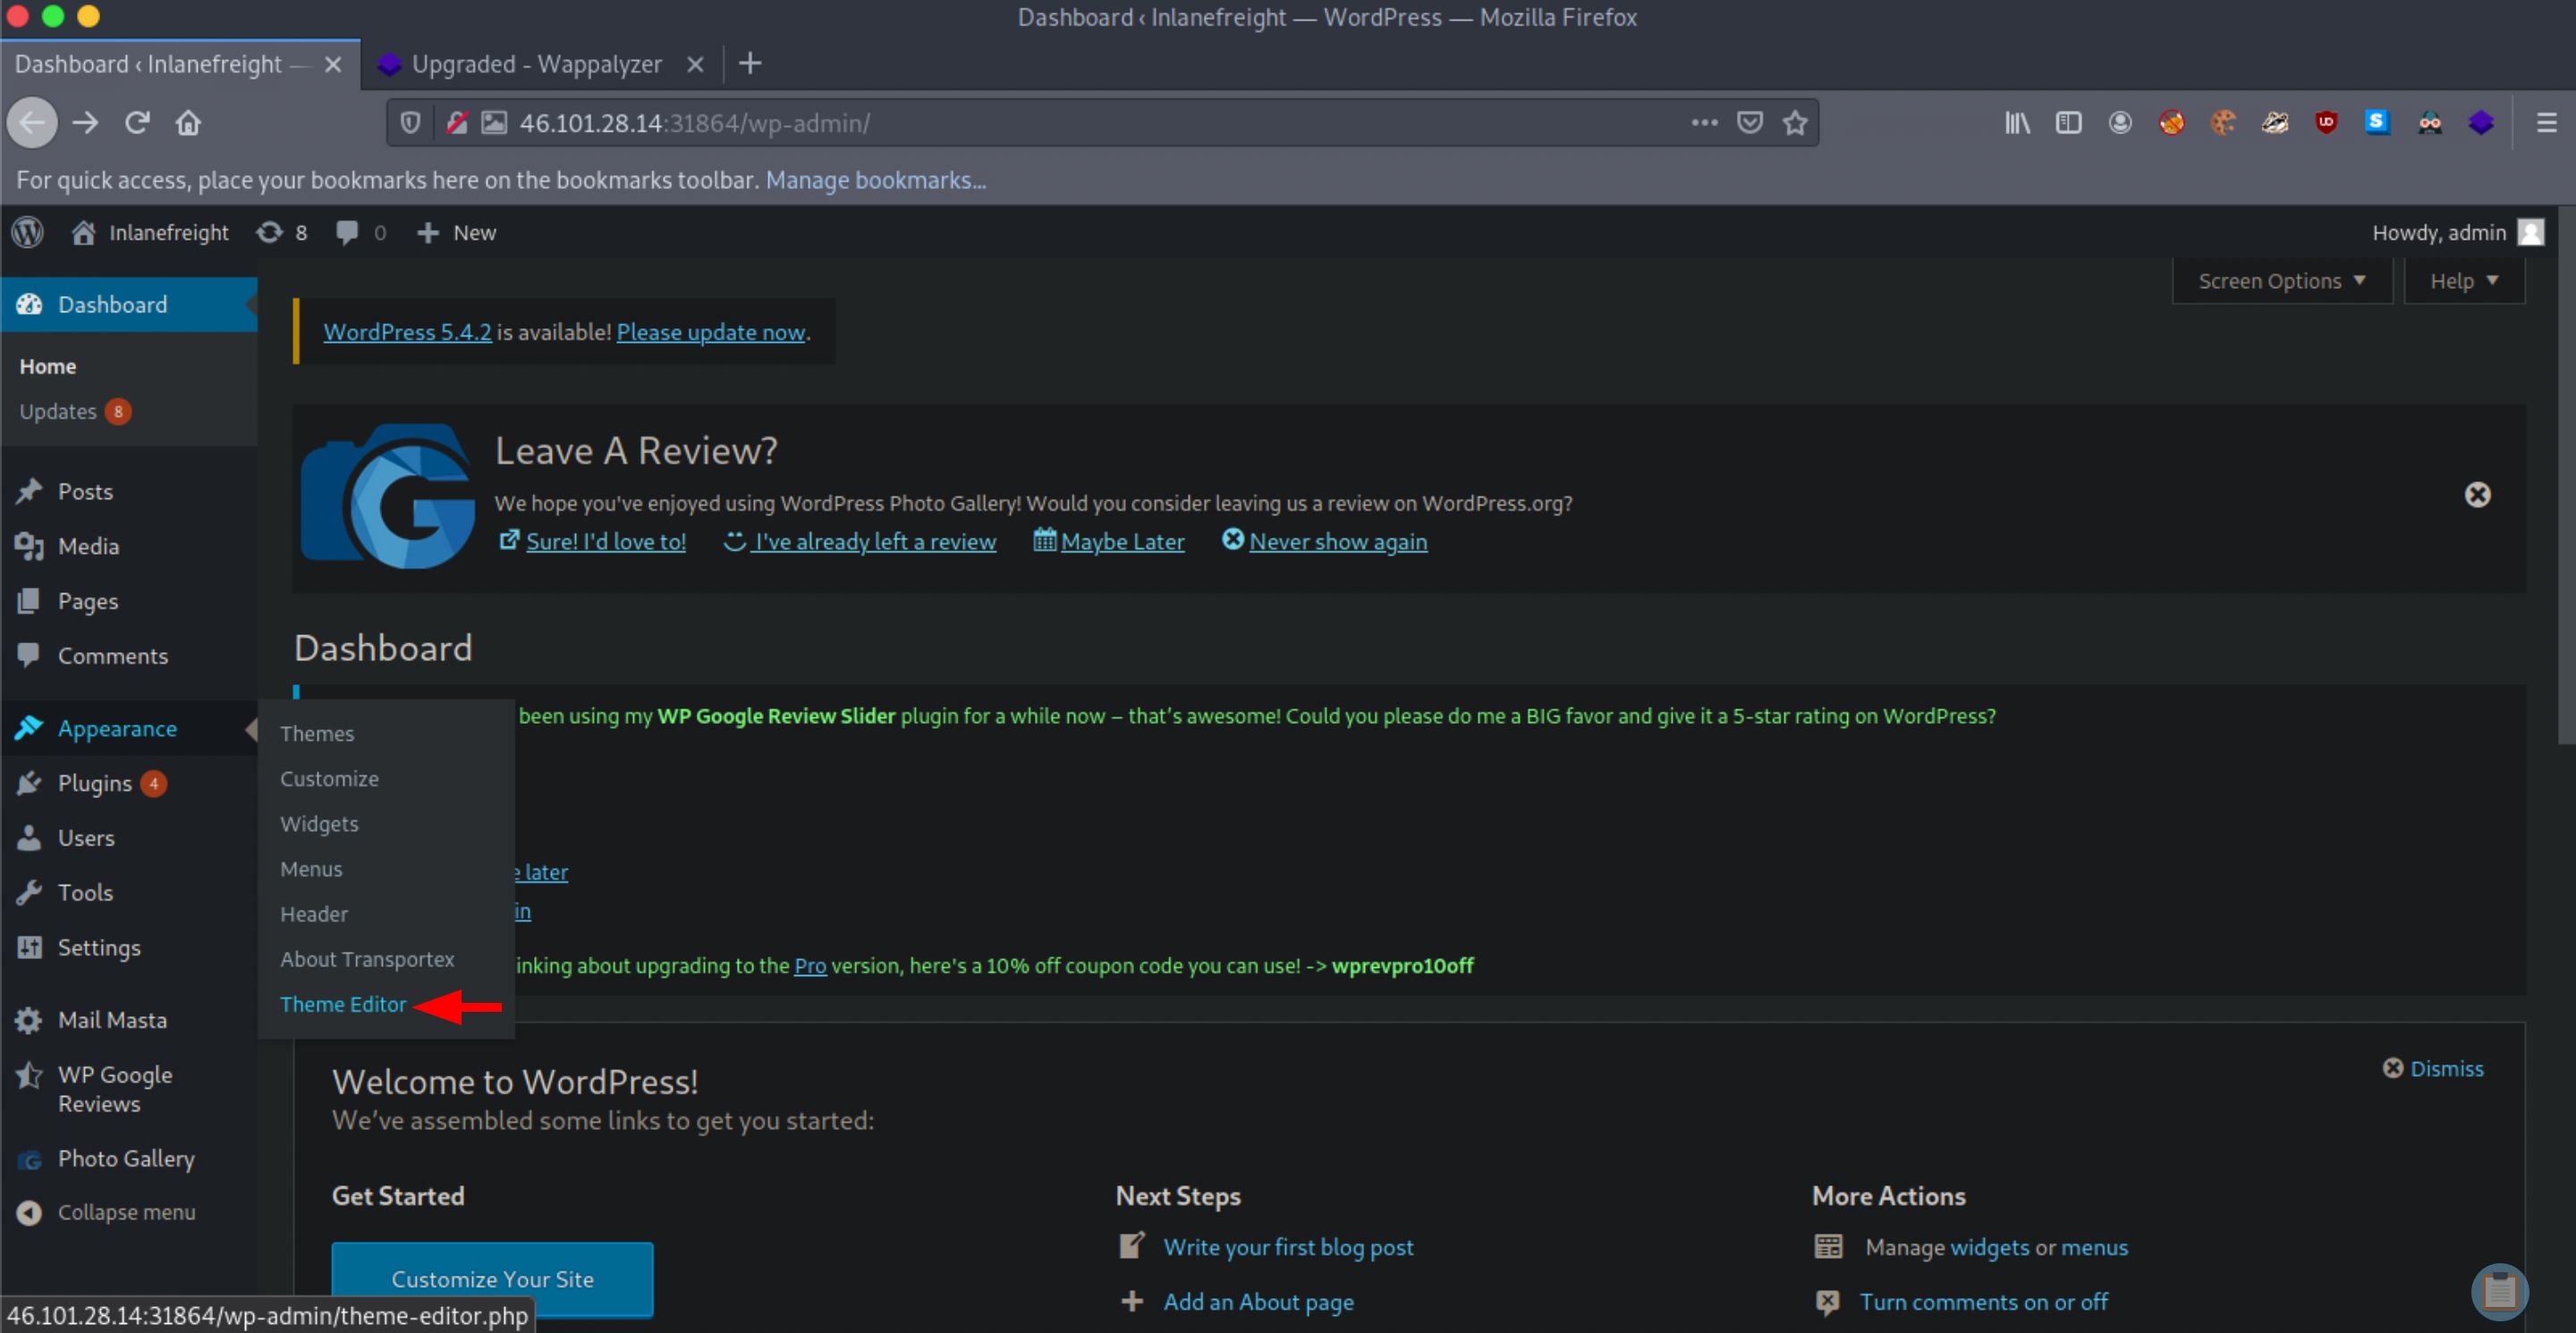 Dashboard ‹ Inlanefreight — WordPress — Mozilla Firefox
Dashboard ‹ Inlanefreight —
Upgraded - Wappalyzer
46.101.28.14:31864/wp-admin/
For quick access, place your bookmarks here on the bookmarks toolbar. Manage bookmarks...
Inlanefreight 8 0 + New
Howdy, admin
Screen Options
Help
Dashboard
Home
Updates 8
Posts
Media
Pages
Comments
Appearance
Plugins 4
Users
Tools
Settings
Mail Masta
WP Google
Reviews
Photo Gallery
Collapse menu
Themes
Customize
Widgets
Menus
Header
About Transportex
Theme Editor
WordPress 5.4.2 is available! Please update now.
Leave A Review?
We hope you've enjoyed using WordPress Photo Gallery! Would you consider leaving us a review on WordPress.org?
Sure! I'd love to! I've already left a review Maybe Later Never show again
Dashboard
been using my WP Google Review Slider plugin for a while now – that's awesome! Could you please do me a BIG favor and give it a 5-star rating on WordPress?
e later
in
inking about upgrading to the Pro version, here's a 10% off coupon code you can use! -> wprevpro10off
Welcome to WordPress!
Dismiss
We've assembled some links to get you started:
Get Started
Customize Your Site
Next Steps
Write your first blog post
Add an About page
More Actions
Manage widgets or menus
Turn comments on or off
46.101.28.14:31864/wp-admin/theme-editor.php